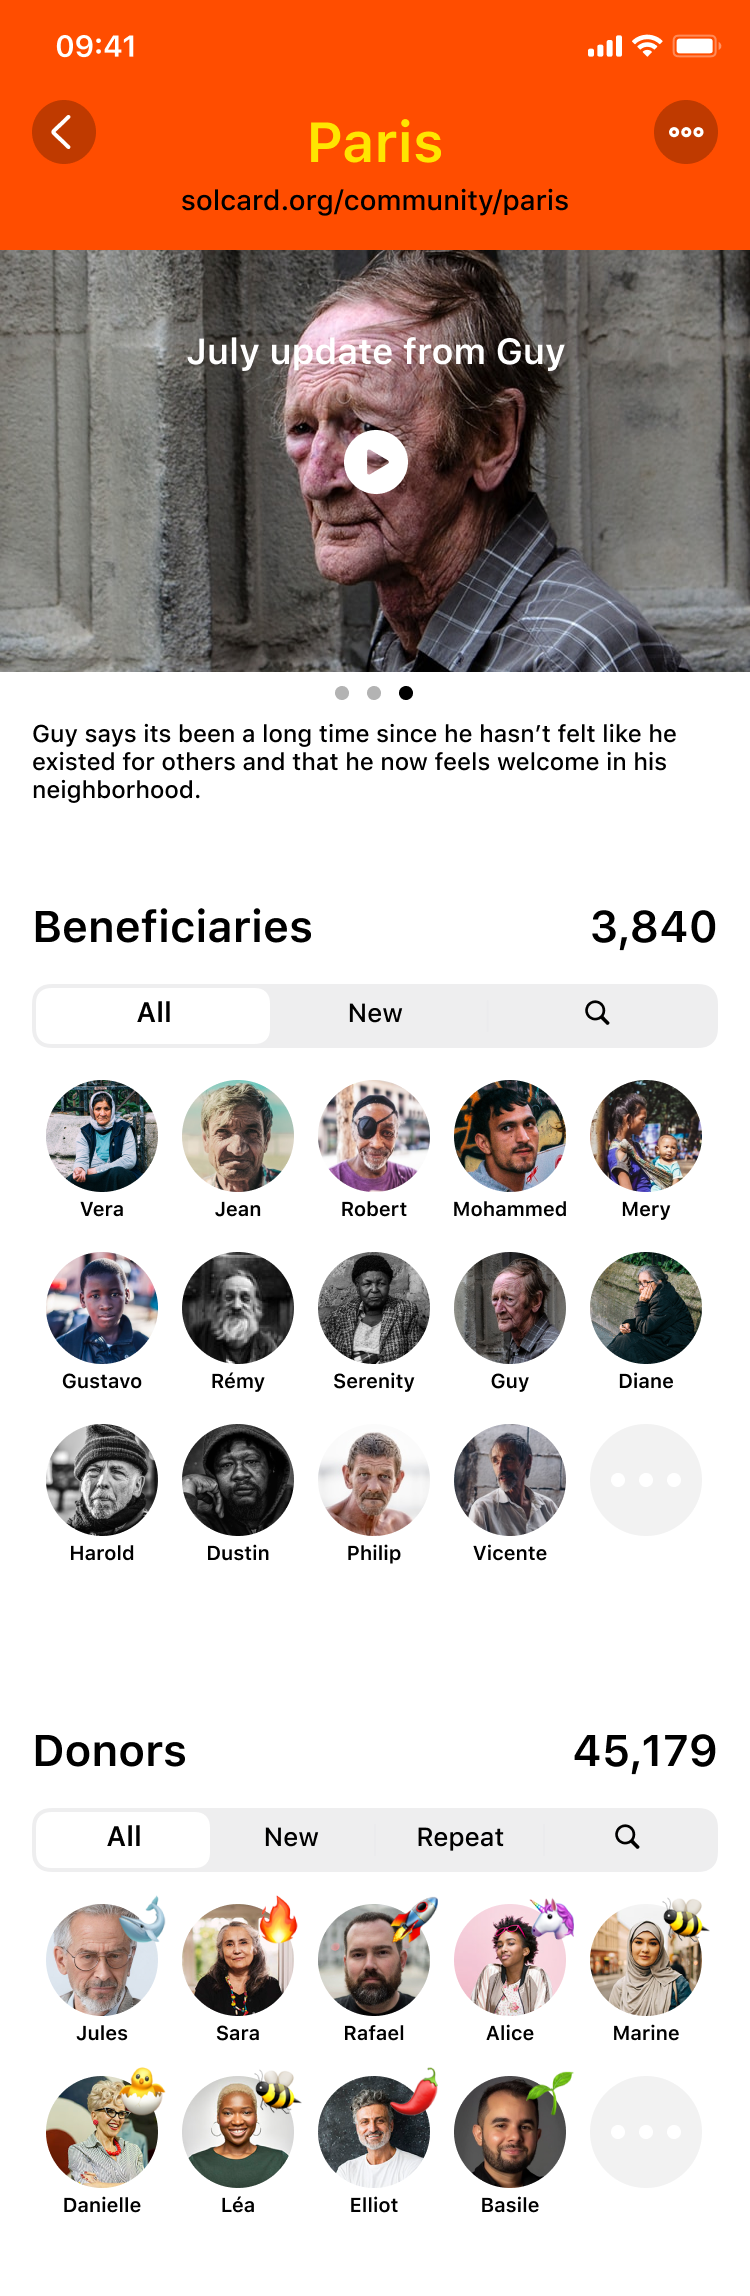 09:41
Paris
solcard.org/community/paris
July update from Guy
Guy says its been a long time since he hasn’t felt like he
existed for others and that he now feels welcome in his
neighborhood.
Beneficiaries 3,840
All New
Vera Jean Robert Mohammed Mery
Gustavo Rémy Serenity Guy Diane
Harold Dustin Philip Vicente
Donors 45,179
All New Repeat
Jules Sara Rafael Alice Marine
Danielle Léa Elliot Basile